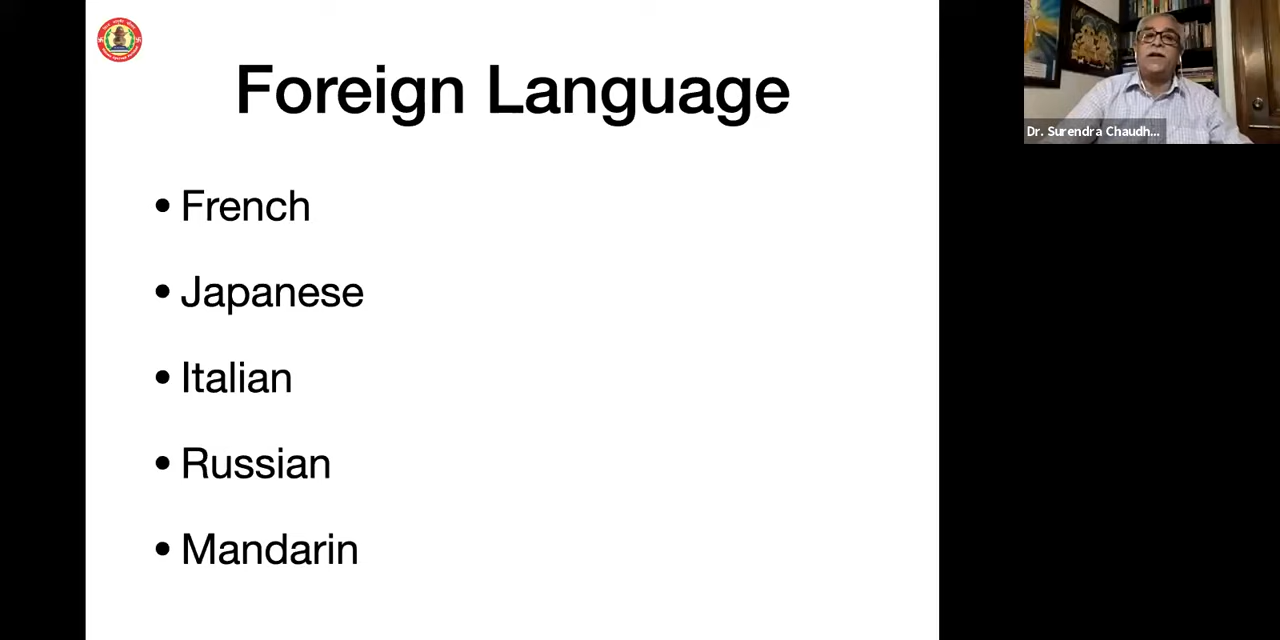 Foreign Language
• French
• Japanese
• Italian
• Russian
• Mandarin
Dr. Surendra Chaudh...